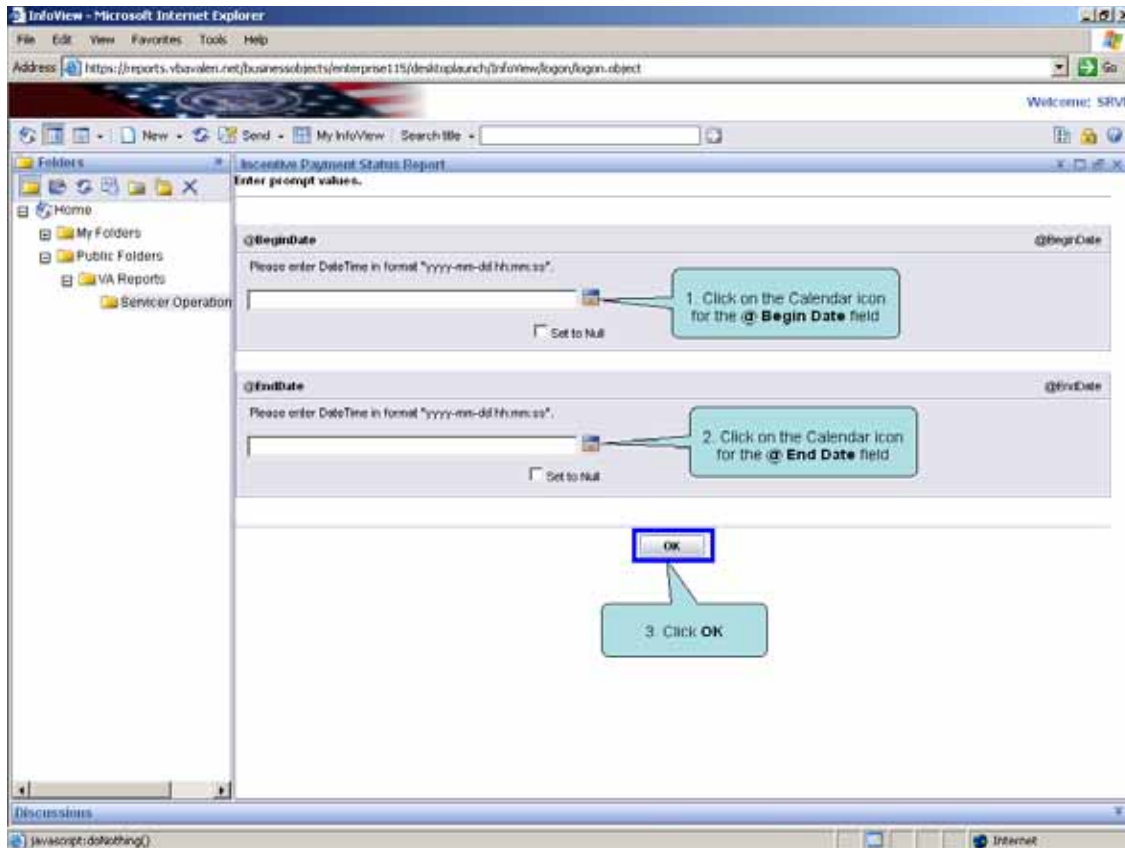 InfoView - Microsoft Internet Explorer
File Edit View Favorites Tools Help
Address https://reports.vbavaleri.net/businessobjects/enterprise115/desktoplaunch/InfoView/logon/logon.object Go
Welcome: SRV
New Send My InfoView Search title
Folders
Incentive Payment Status Report
Enter prompt values.
Home
My Folders
Public Folders
VA Reports
Servicer Operation
@BeginDate @BeginDate
Please enter DateTime in format "yyyy-mm-dd hh:mm:ss".
1. Click on the Calendar icon
for the @ Begin Date field
Set to Null
@EndDate @EndDate
Please enter DateTime in format "yyyy-mm-dd hh:mm:ss".
2. Click on the Calendar icon
for the @ End Date field
Set to Null
OK
3. Click OK
Discussions
javascript:doNothing() Internet